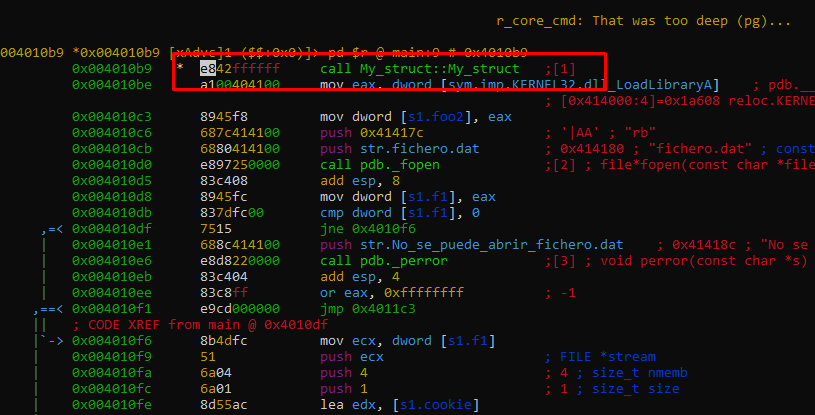 r_core_cmd: That was too deep (pg)...
004010b9 *0x004010b9 [xAdvc]1 ($$:0x0)]> pd $r @ main:9 # 0x4010b9
0x004010b9 * e842ffffff call My_struct::My_struct ;[1]
0x004010be a100404100 mov eax, dword [sym.imp.KERNEL32.dll_LoadLibraryA] ; pdb.__
; [0x414000:4]=0x1a608 reloc.KERNE
0x004010c3 8945f8 mov dword [s1.foo2], eax
0x004010c6 687c414100 push 0x41417c ; '|AA' ; "rb"
0x004010cb 6880414100 push str.fichero.dat ; 0x414180 ; "fichero.dat" ; const
0x004010d0 e897250000 call pdb._fopen ;[2] ; file*fopen(const char *file
0x004010d5 83c408 add esp, 8
0x004010d8 8945fc mov dword [s1.f1], eax
0x004010db 837dfc00 cmp dword [s1.f1], 0
,=< 0x004010df 7515 jne 0x4010f6
| 0x004010e1 688c414100 push str.No_se_puede_abrir_fichero.dat ; 0x41418c ; "No se
| 0x004010e6 e8d8220000 call pdb._perror ;[3] ; void perror(const char *s)
| 0x004010eb 83c404 add esp, 4
| 0x004010ee 83c8ff or eax, 0xffffffff ; -1
,==< 0x004010f1 e9cd000000 jmp 0x4011c3
|| ; CODE XREF from main @ 0x4010df
|`-> 0x004010f6 8b4dfc mov ecx, dword [s1.f1]
| 0x004010f9 51 push ecx ; FILE *stream
| 0x004010fa 6a04 push 4 ; 4 ; size_t nmemb
| 0x004010fc 6a01 push 1 ; 1 ; size_t size
| 0x004010fe 8d55ac lea edx, [s1.cookie]